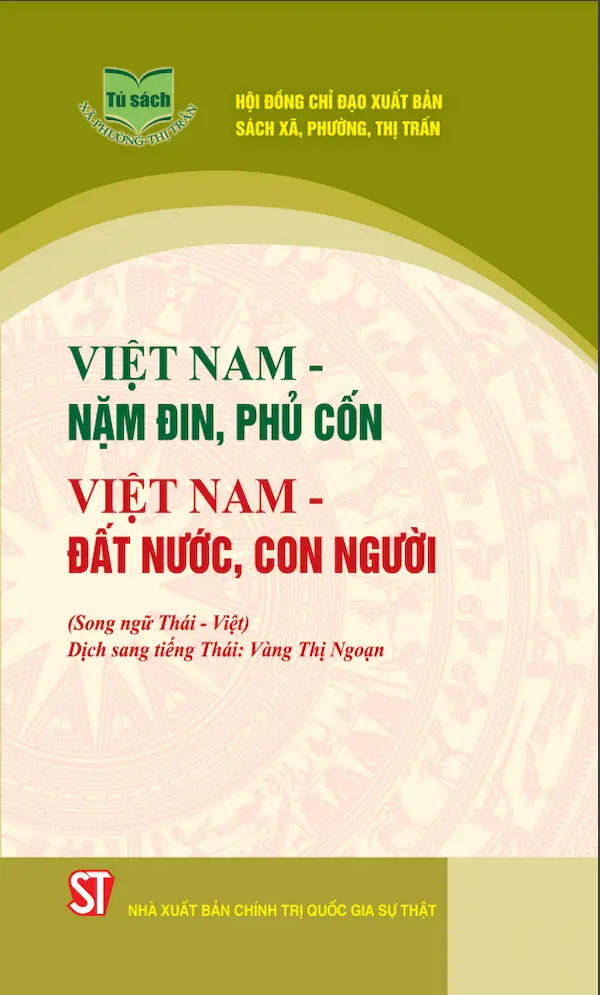 Tủ sách
XÃ-PHƯỜNG-THỊ TRẤN
HỘI ĐỒNG CHỈ ĐẠO XUẤT BẢN
SÁCH XÃ, PHƯỜNG, THỊ TRẤN
VIỆT NAM -
NẶM ĐIN, PHỦ CỐN
VIỆT NAM -
ĐẤT NƯỚC, CON NGƯỜI
(Song ngữ Thái - Việt)
Dịch sang tiếng Thái: Vàng Thị Ngoạn
ST
NHÀ XUẤT BẢN CHÍNH TRỊ QUỐC GIA SỰ THẬT